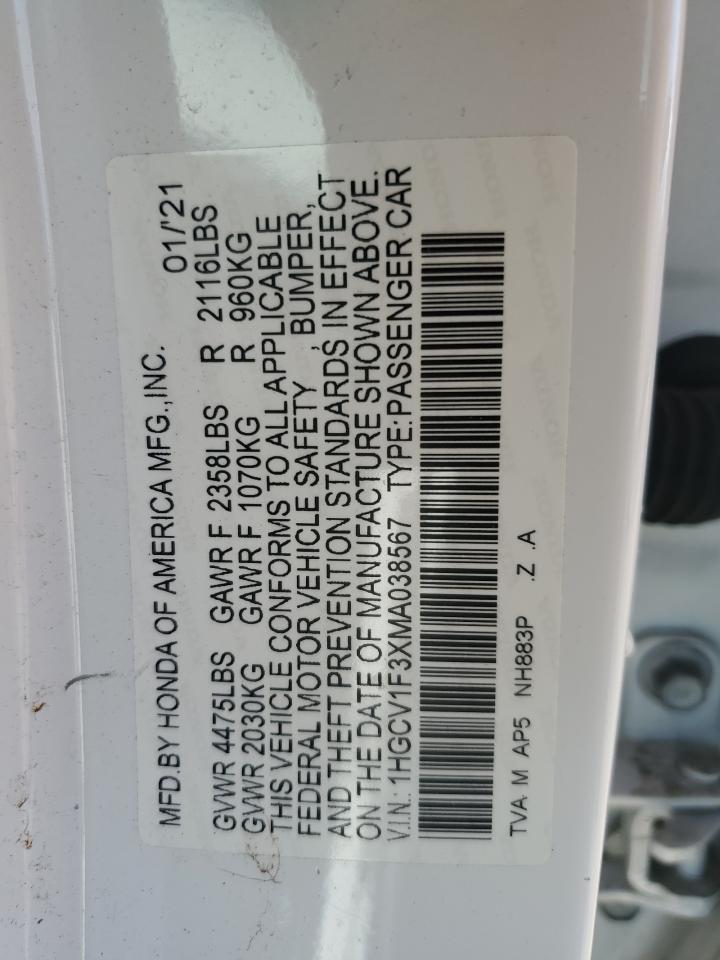 MFD.BY HONDA OF AMERICA MFG.,INC. 01/'21
GVWR 4475LBS GAWR F 2358LBS R 2116LBS
GVWR 2030KG GAWR F 1070KG R 960KG
THIS VEHICLE CONFORMS TO ALL APPLICABLE
FEDERAL MOTOR VEHICLE SAFETY , BUMPER,
AND THEFT PREVENTION STANDARDS IN EFFECT
ON THE DATE OF MANUFACTURE SHOWN ABOVE.
V.I.N.: 1HGCV1F3XMA038567 TYPE:PASSENGER CAR
TVA M AP5 NH883P .Z .A